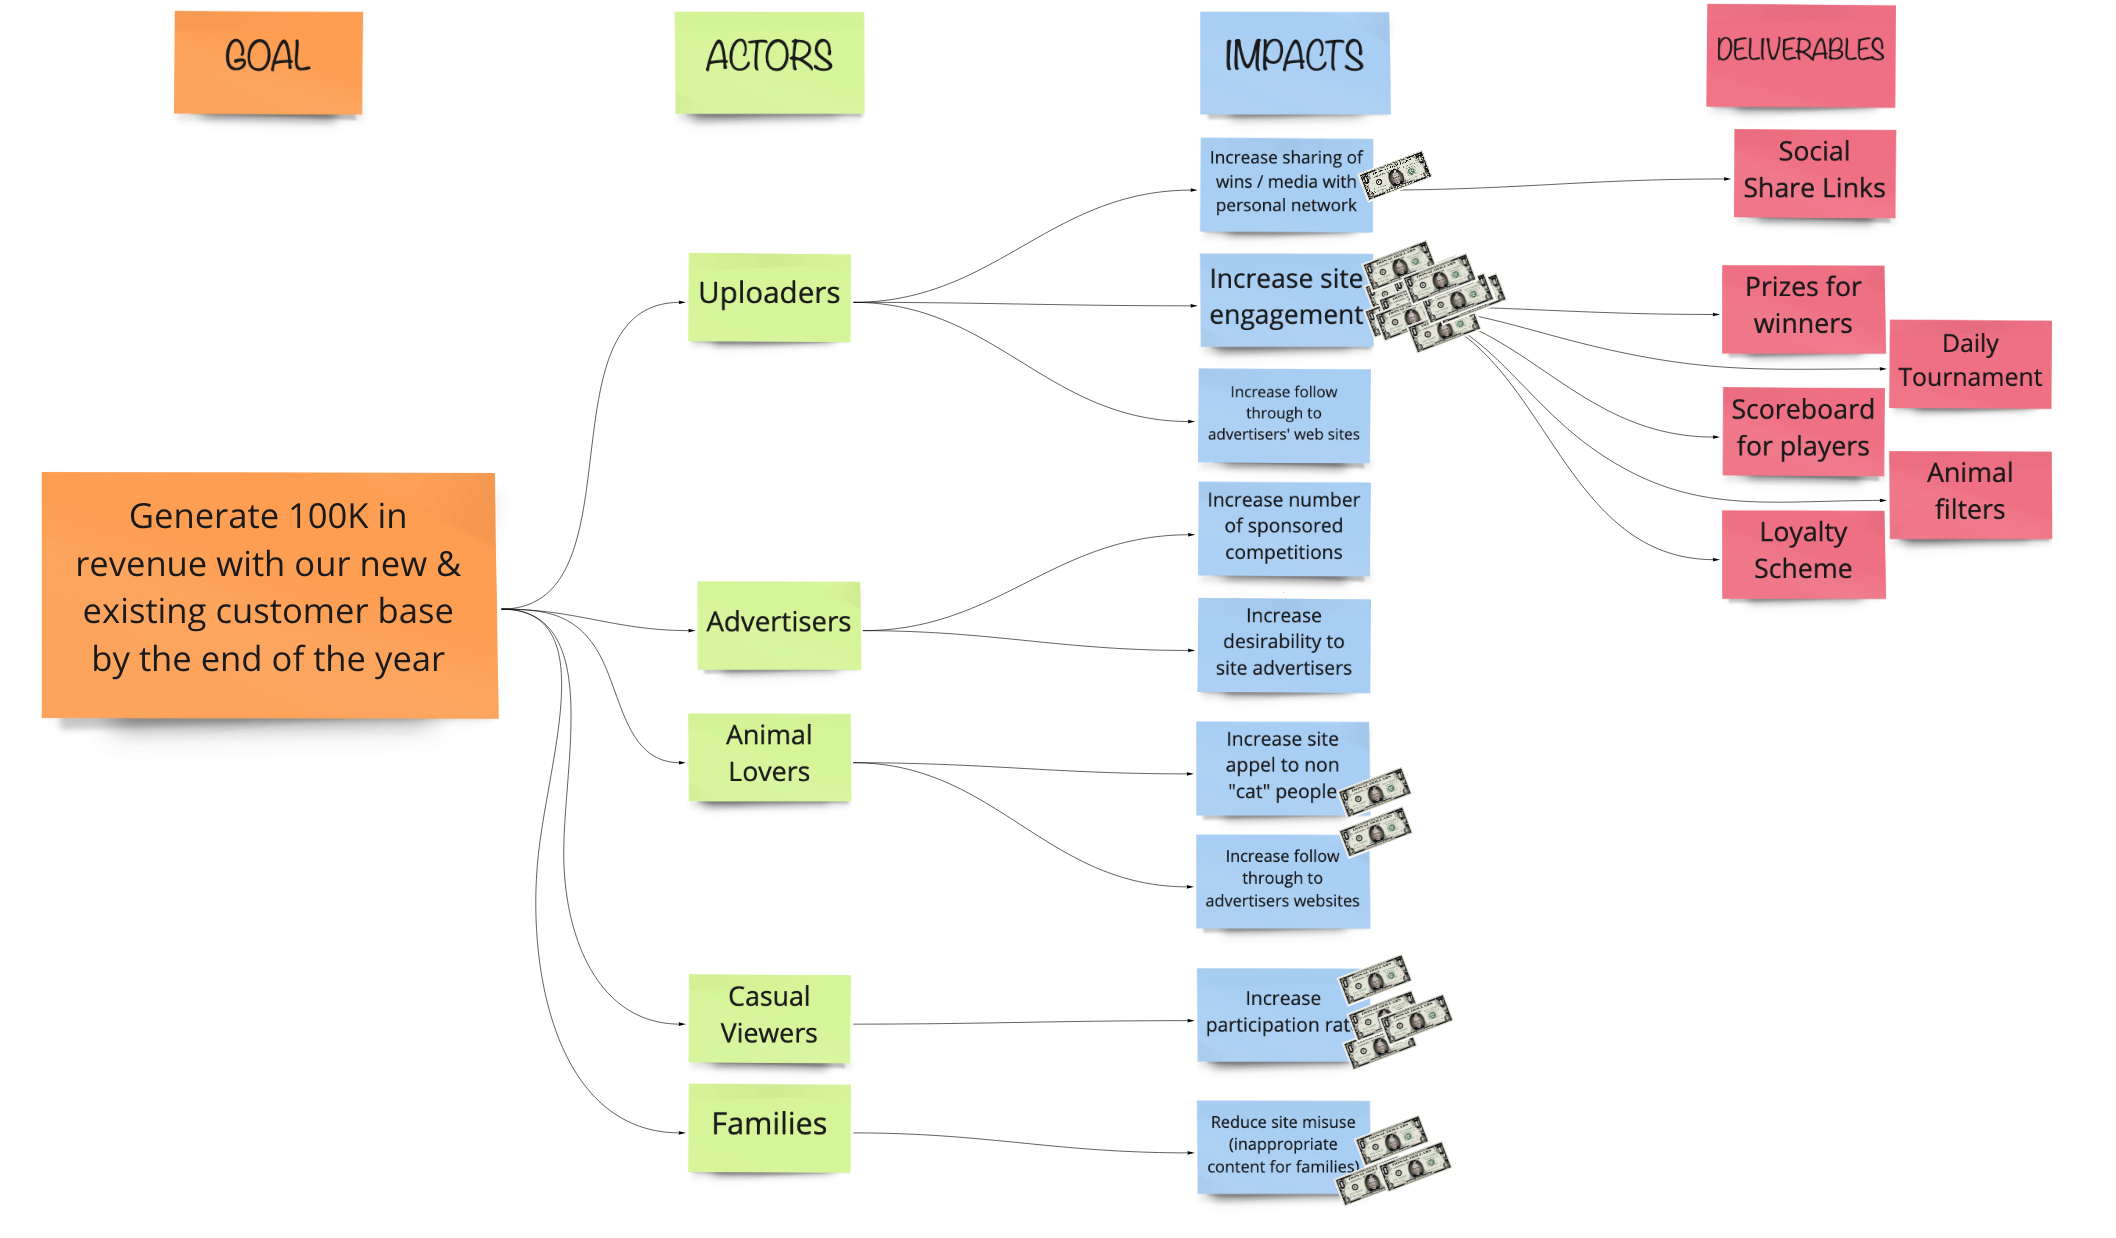 GOAL
ACTORS
IMPACTS
DELIVERABLES
Generate 100K in
revenue with our new &
existing customer base
by the end of the year
Uploaders
Advertisers
Animal
Lovers
Casual
Viewers
Families
Increase sharing of
wins / media with
personal network
Increase site
engagement
Increase follow
through to
advertisers' web sites
Increase number
of sponsored
competitions
Increase
desirability to
site advertisers
Increase site
appel to non
"cat" people
Increase follow
through to
advertisers websites
Increase
participation rat
Reduce site misuse
(inappropriate
content for families)
Social
Share Links
Prizes for
winners
Daily
Tournament
Scoreboard
for players
Animal
filters
Loyalty
Scheme